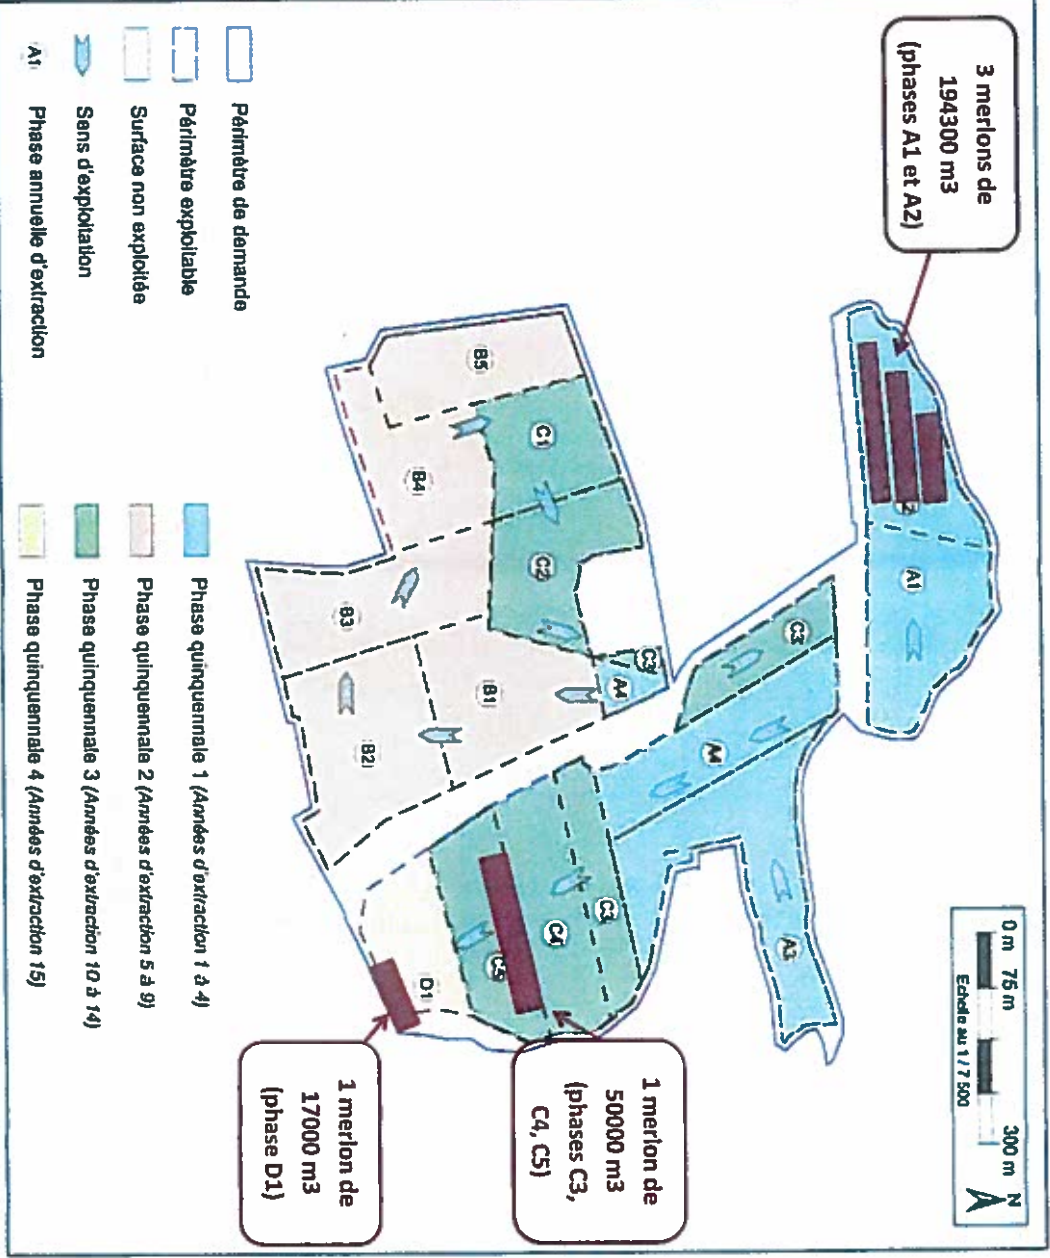 3 merlons de
194300 m3
(phases A1 et A2)
0 m 75 m 300 m
Echelle au 1 / 7 500
N
A1
2
A3
A4
C3
C3
A4
C1
C2
B5
B4
B3
B1
B2
C3
C4
C5
D1
1 merlon de
50000 m3
(phases C3,
C4, C5)
1 merlon de
17000 m3
(phase D1)
Périmètre de demande
Périmètre exploitable
Surface non exploitée
Sens d'exploitation
A1 Phase annuelle d'extraction
Phase quinquennale 1 (Années d'extraction 1 à 4)
Phase quinquennale 2 (Années d'extraction 5 à 9)
Phase quinquennale 3 (Années d'extraction 10 à 14)
Phase quinquennale 4 (Années d'extraction 15)